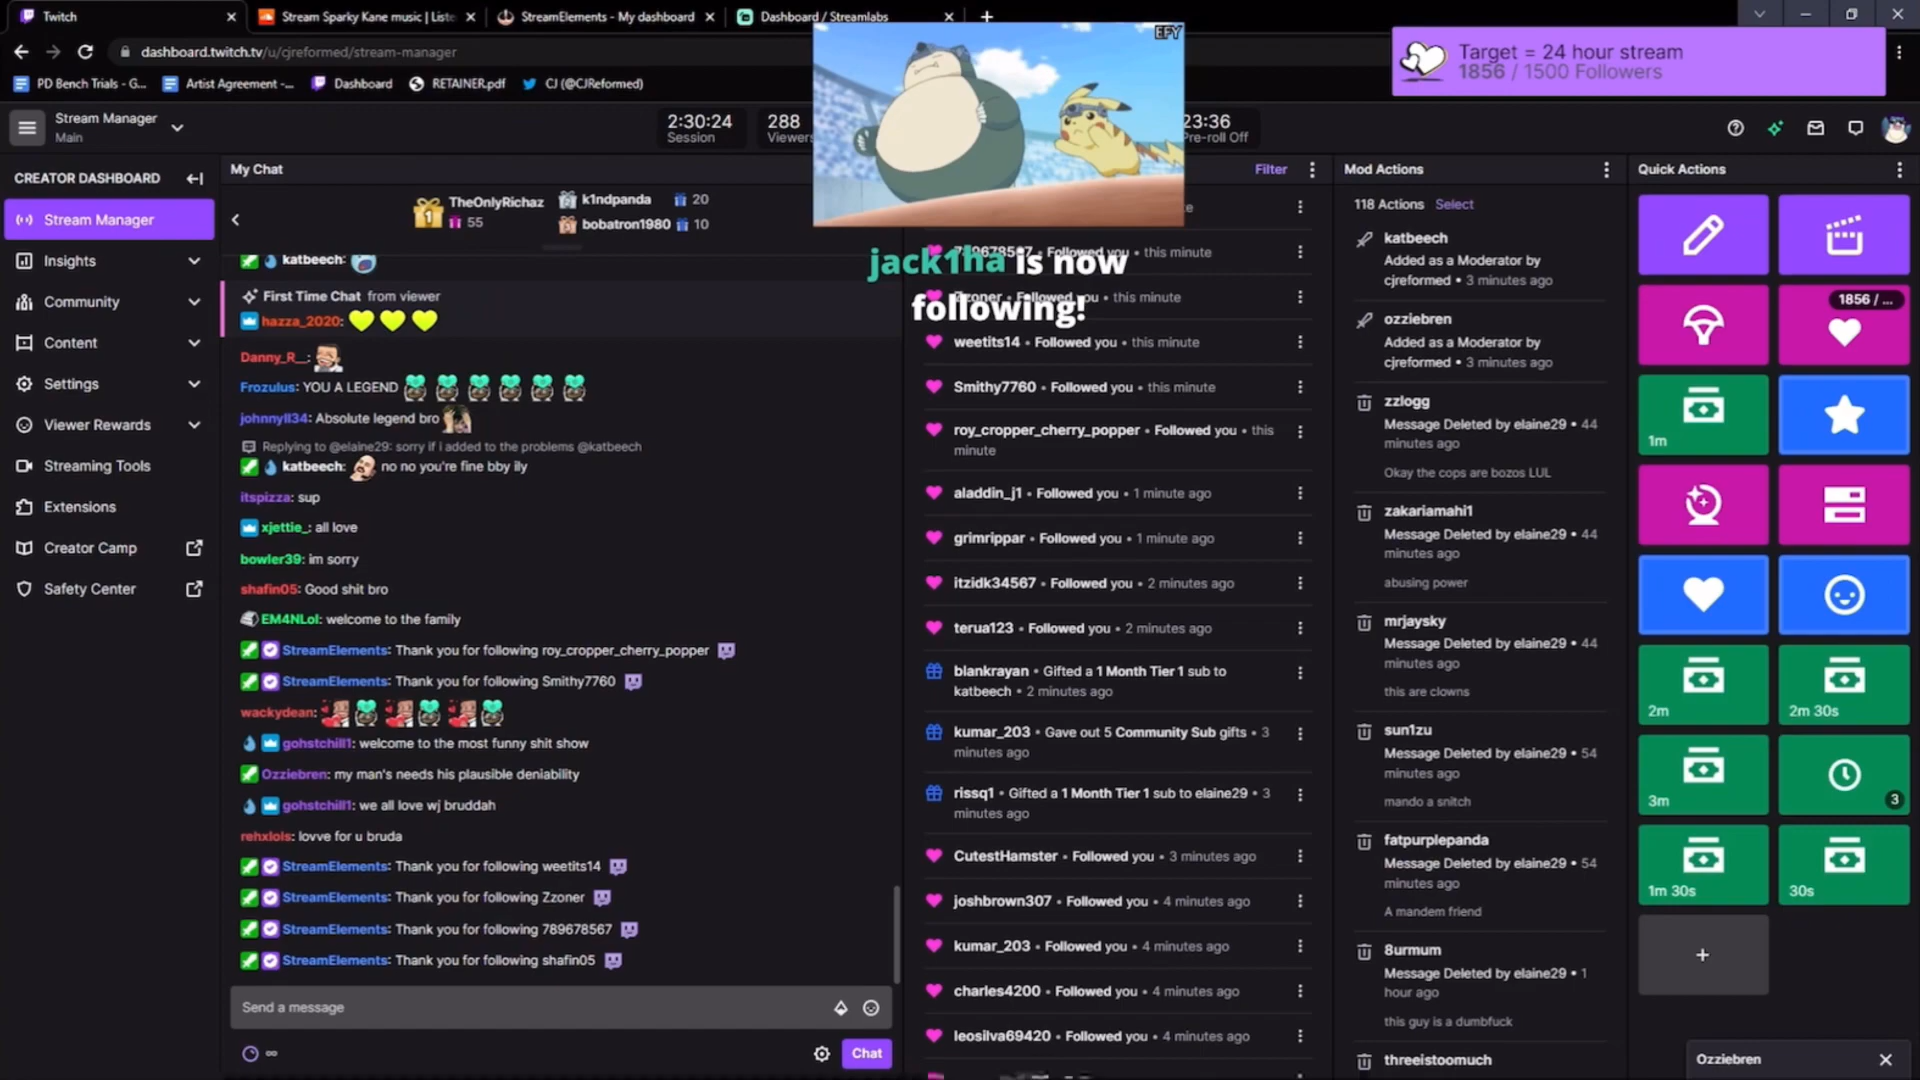 Twitch
Stream Sparky Kane music | Liste
StreamElements - My dashboard
Dashboard / Streamlabs
dashboard.twitch.tv/u/cjreformed/stream-manager
PD Bench Trials - G...
Artist Agreement -...
Dashboard
RETAINER.pdf
CJ (@CJReformed)
EFY
Target = 24 hour stream
1856 / 1500 Followers
Stream Manager
Main
2:30:24
Session
288
Viewers
23:36
Pre-roll Off
CREATOR DASHBOARD
Stream Manager
Insights
Community
Content
Settings
Viewer Rewards
Streaming Tools
Extensions
Creator Camp
Safety Center
My Chat
1
TheOnlyRichaz
55
k1ndpanda 20
bobatron1980 10
katbeech:
First Time Chat from viewer
hazza_2020:
Danny_R__:
Frozulus: YOU A LEGEND
johnnyll34: Absolute legend bro
Replying to @elaine29: sorry if i added to the problems @katbeech
katbeech: no no you're fine bby ily
itspizza: sup
xjettie_: all love
bowler39: im sorry
shafin05: Good shit bro
EM4NLol: welcome to the family
StreamElements: Thank you for following roy_cropper_cherry_popper
StreamElements: Thank you for following Smithy7760
wackydean:
gohstchill1: welcome to the most funny shit show
Ozziebren: my man's needs his plausible deniability
gohstchill1: we all love wj bruddah
rehxlols: lovve for u bruda
StreamElements: Thank you for following weetits14
StreamElements: Thank you for following Zzoner
StreamElements: Thank you for following 789678567
StreamElements: Thank you for following shafin05
Send a message
∞
Chat
Filter
jack1ha is now
following!
789678567 • Followed you • this minute
Zzoner • Followed you • this minute
weetits14 • Followed you • this minute
Smithy7760 • Followed you • this minute
roy_cropper_cherry_popper • Followed you • this
minute
aladdin_j1 • Followed you • 1 minute ago
grimrippar • Followed you • 1 minute ago
itzidk34567 • Followed you • 2 minutes ago
terua123 • Followed you • 2 minutes ago
blankrayan • Gifted a 1 Month Tier 1 sub to
katbeech • 2 minutes ago
kumar_203 • Gave out 5 Community Sub gifts • 3
minutes ago
rissq1 • Gifted a 1 Month Tier 1 sub to elaine29 • 3
minutes ago
CutestHamster • Followed you • 3 minutes ago
joshbrown307 • Followed you • 4 minutes ago
kumar_203 • Followed you • 4 minutes ago
charles4200 • Followed you • 4 minutes ago
leosilva69420 • Followed you • 4 minutes ago
Mod Actions
118 Actions Select
katbeech
Added as a Moderator by
cjreformed • 3 minutes ago
ozziebren
Added as a Moderator by
cjreformed • 3 minutes ago
zzlogg
Message Deleted by elaine29 • 44
minutes ago
Okay the cops are bozos LUL
zakariamahi1
Message Deleted by elaine29 • 44
minutes ago
abusing power
mrjaysky
Message Deleted by elaine29 • 44
minutes ago
this are clowns
sun1zu
Message Deleted by elaine29 • 54
minutes ago
mando a snitch
fatpurplepanda
Message Deleted by elaine29 • 54
minutes ago
A mandem friend
8urmum
Message Deleted by elaine29 • 1
hour ago
this guy is a dumbfuck
threeistoomuch
Quick Actions
1856 / ...
1m
2m
2m 30s
3m
3
1m 30s
30s
+
Ozziebren